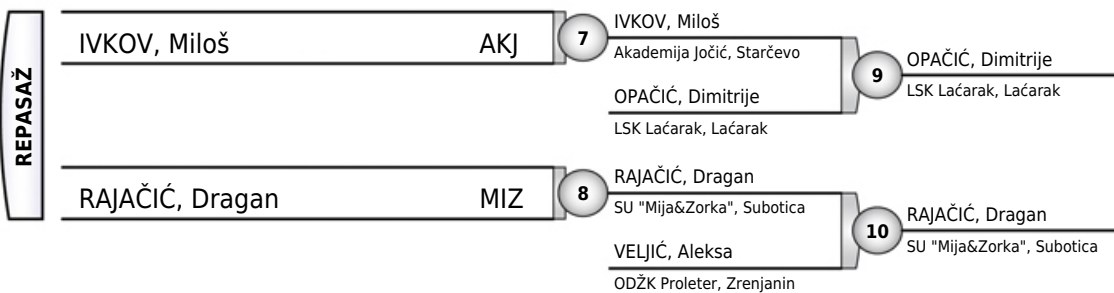 REPASAŽ
IVKOV, Miloš AKJ
7
IVKOV, Miloš
Akademija Jočić, Starčevo
OPAČIĆ, Dimitrije
LSK Laćarak, Laćarak
9
OPAČIĆ, Dimitrije
LSK Laćarak, Laćarak
RAJAČIĆ, Dragan MIZ
8
RAJAČIĆ, Dragan
SU "Mija&Zorka", Subotica
VELJIĆ, Aleksa
ODŽK Proleter, Zrenjanin
10
RAJAČIĆ, Dragan
SU "Mija&Zorka", Subotica